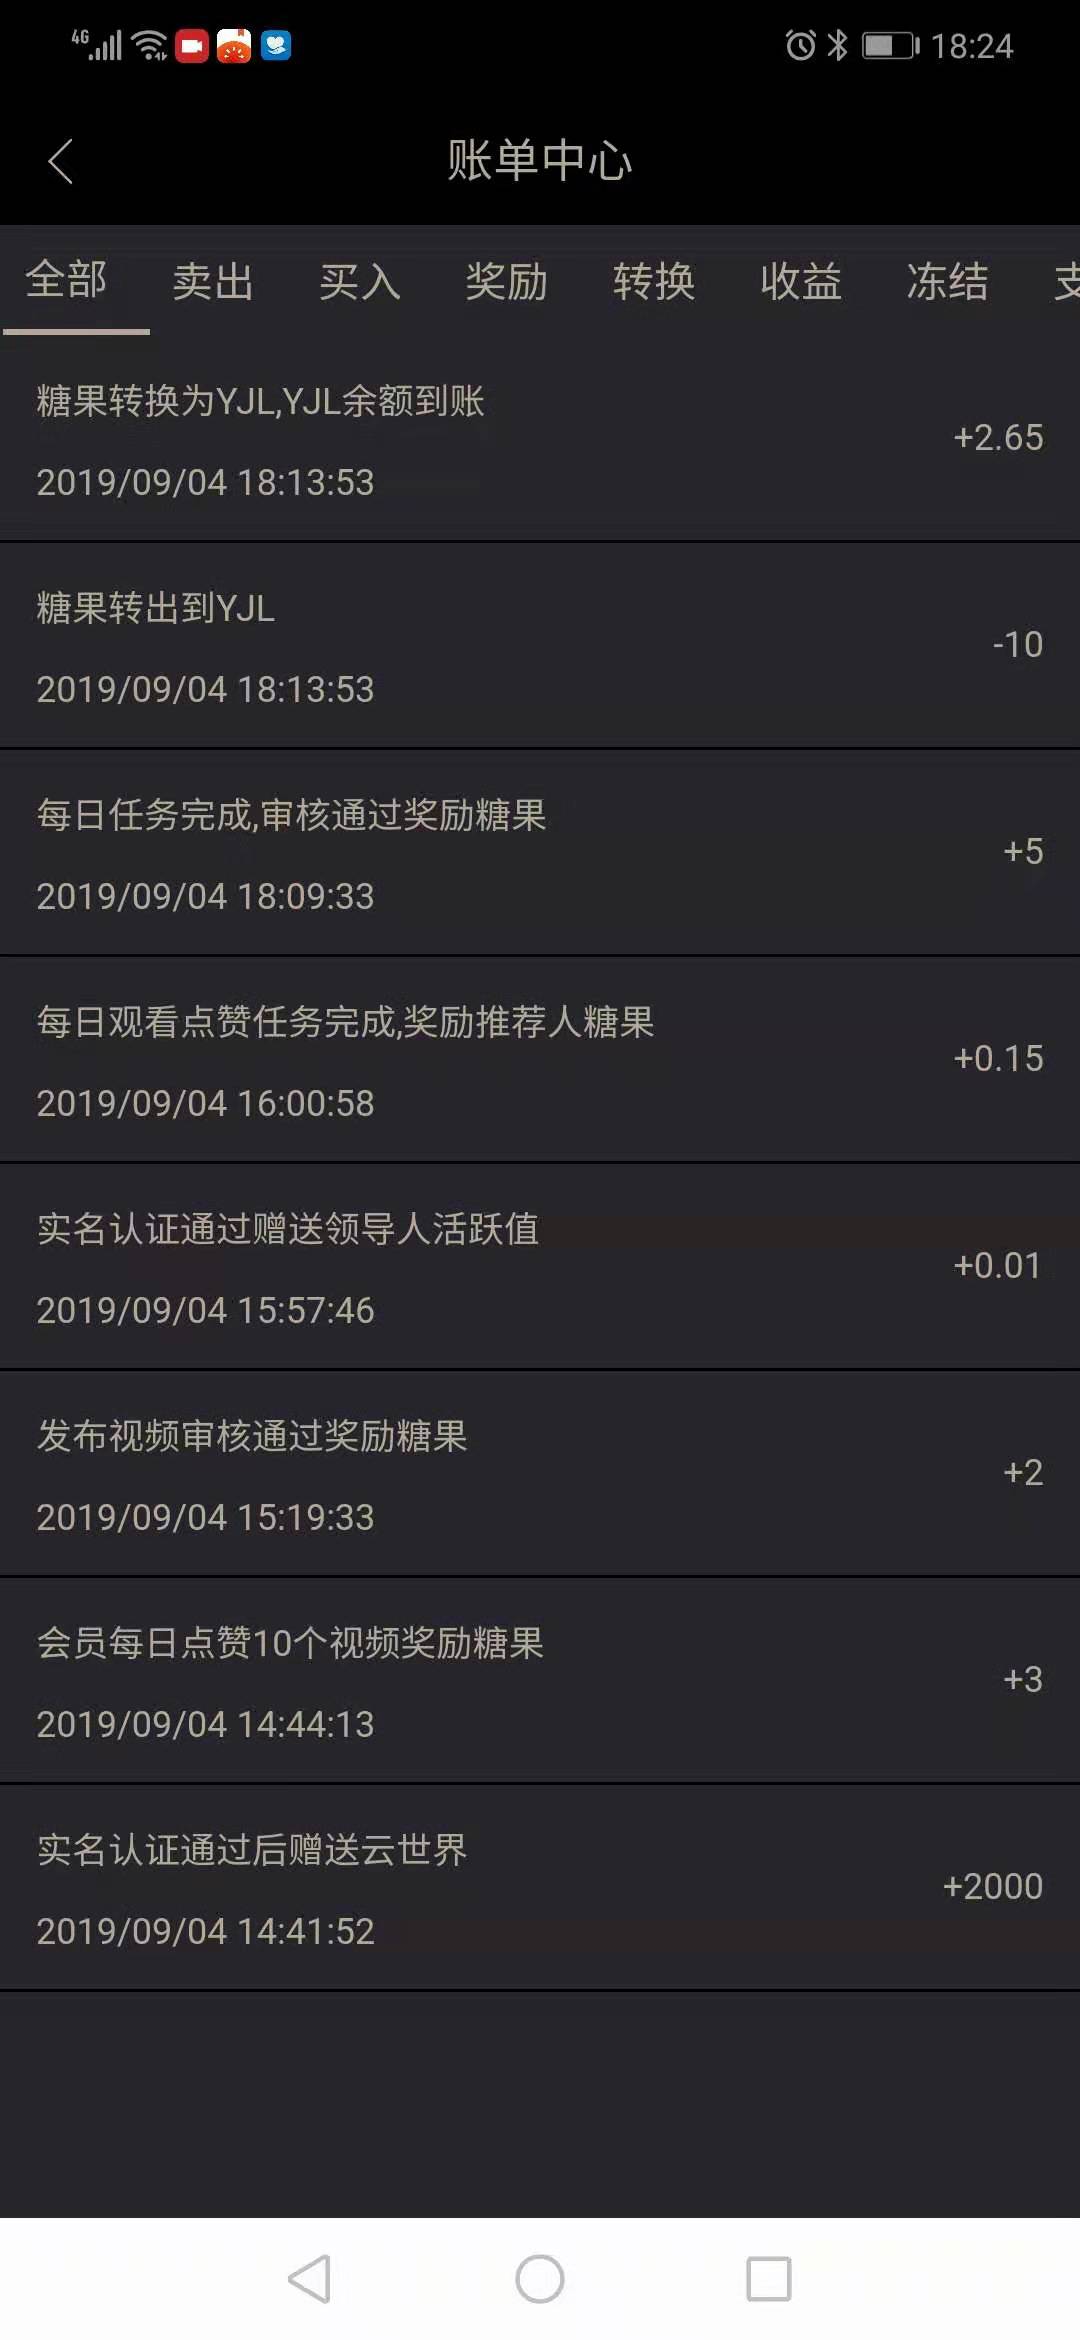 4G 18:24
账单中心
全部 卖出 买入 奖励 转换 收益 冻结 支
糖果转换为YJL,YJL余额到账
+2.65
2019/09/04 18:13:53
糖果转出到YJL
-10
2019/09/04 18:13:53
每日任务完成,审核通过奖励糖果
+5
2019/09/04 18:09:33
每日观看点赞任务完成,奖励推荐人糖果
+0.15
2019/09/04 16:00:58
实名认证通过赠送领导人活跃值
+0.01
2019/09/04 15:57:46
发布视频审核通过奖励糖果
+2
2019/09/04 15:19:33
会员每日点赞10个视频奖励糖果
+3
2019/09/04 14:44:13
实名认证通过后赠送云世界
+2000
2019/09/04 14:41:52